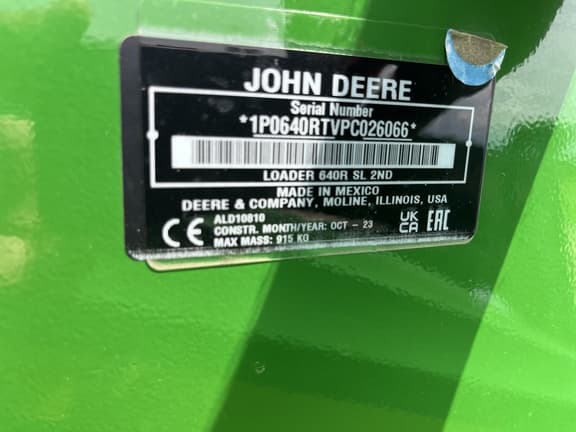 JOHN DEERE
Serial Number
*1P0640RTVPC026066*
LOADER 640R SL 2ND
MADE IN MEXICO
DEERE & COMPANY, MOLINE, ILLINOIS, USA
ALD10810
CONSTR. MONTH/YEAR: OCT - 23
MAX MASS: 915 KG
CE
UK
CA
EAC